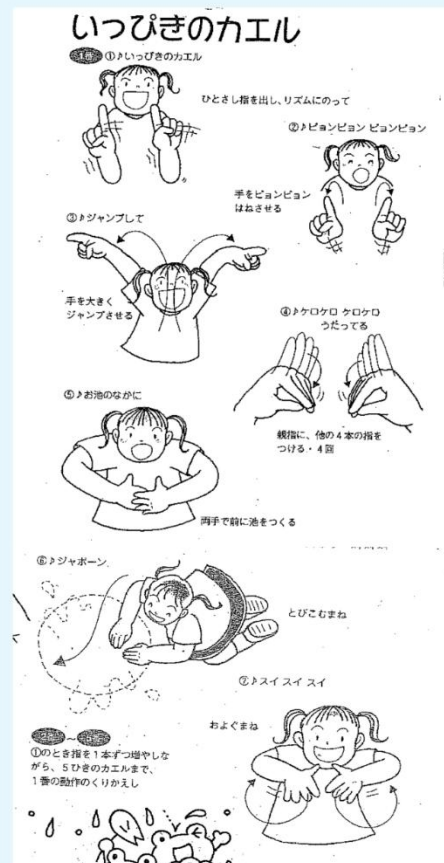 いっぴきのカエル
1番 ①♪いっぴきのカエル
ひとさし指を出し、リズムにのって
②♪ピョンピョン ピョンピョン
手をピョンピョン
はねさせる
③♪ジャンプして
手を大きく
ジャンプさせる
④♪ケロケロ ケロケロ
うたってる
親指に、他の4本の指を
つける・4回
⑤♪お池のなかに
両手で前に池をつくる
⑥♪ジャボーン
とびこむまね
⑦♪スイ スイ スイ
およぐまね
～
①のとき指を1本ずつ増やしな
がら、5ひきのカエルまで、
1番の動作のくりかえし